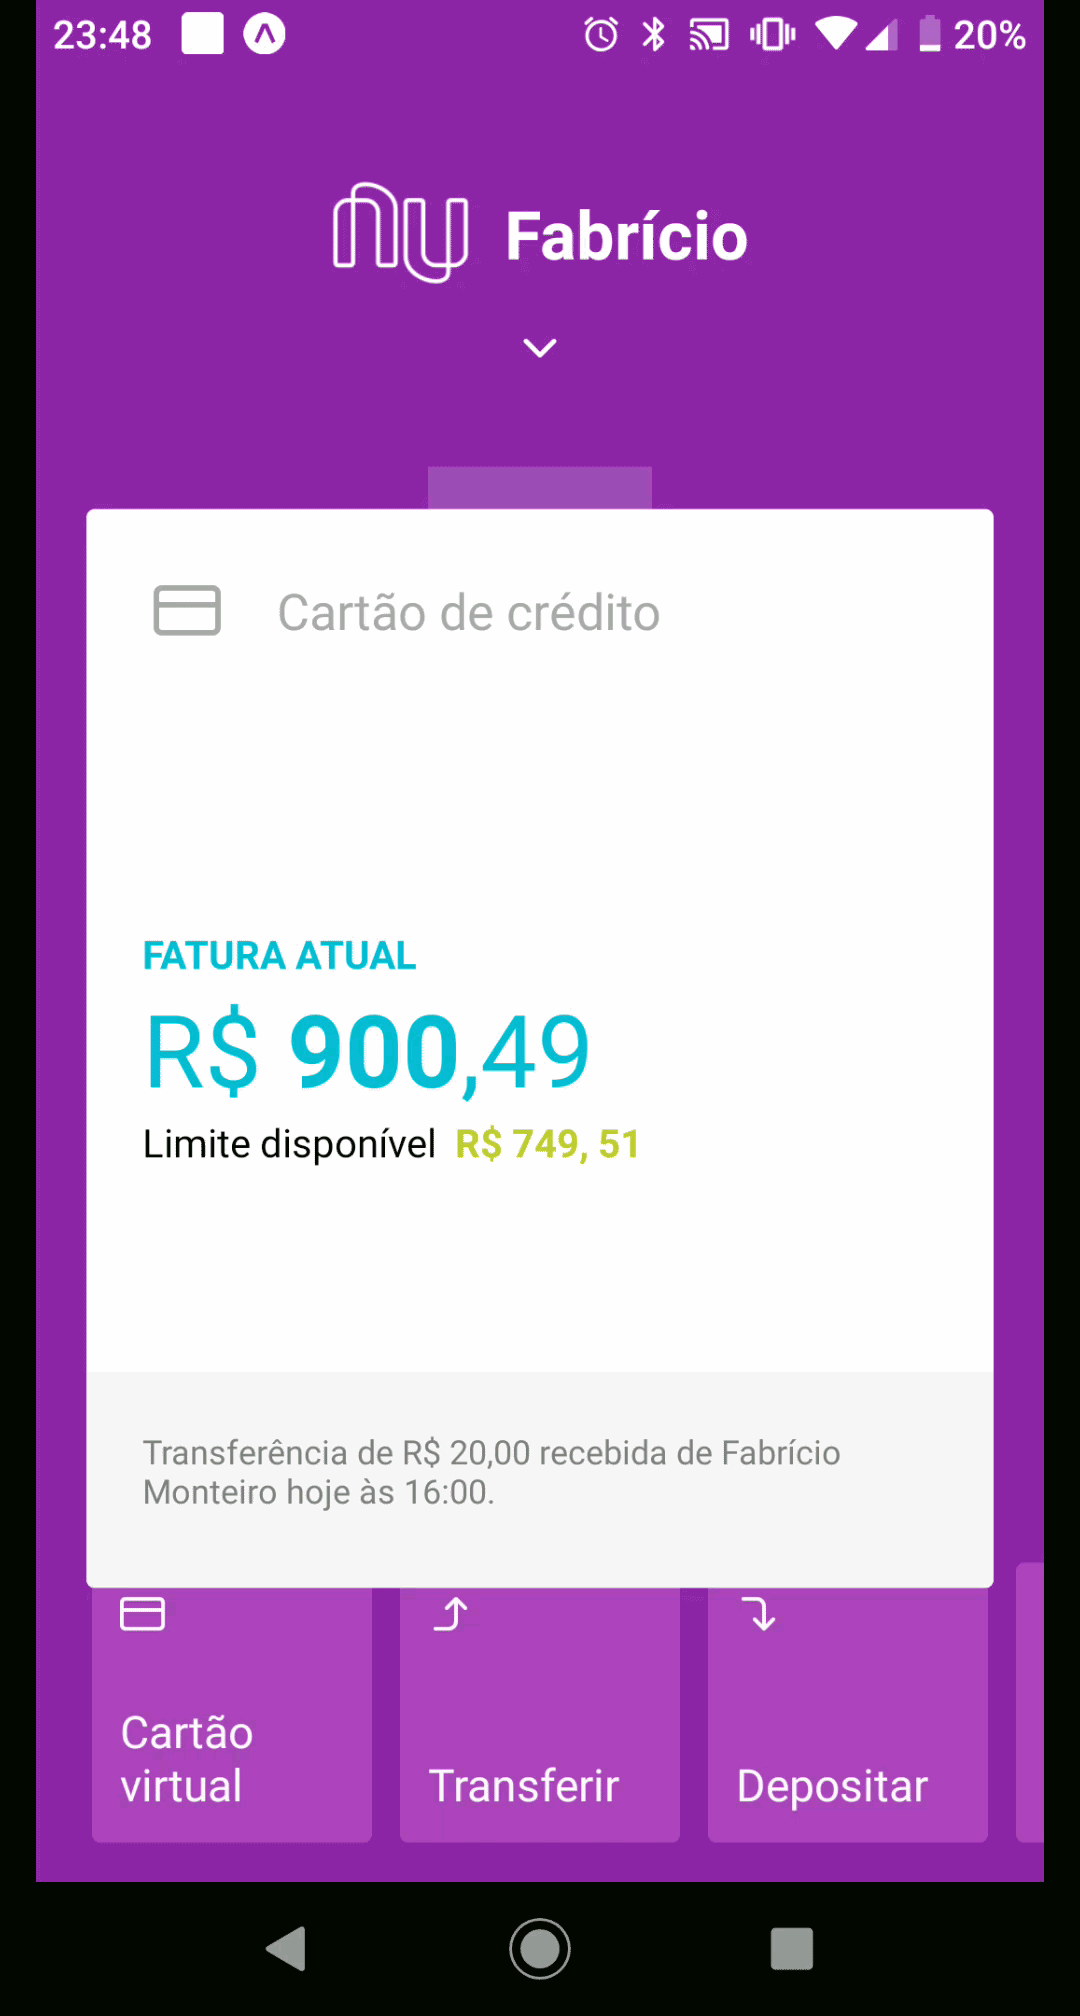 23:48
20%
nu Fabrício
Cartão de crédito
FATURA ATUAL
R$ 900,49
Limite disponível R$ 749, 51
Transferência de R$ 20,00 recebida de Fabrício
Monteiro hoje às 16:00.
Cartão
virtual
Transferir
Depositar